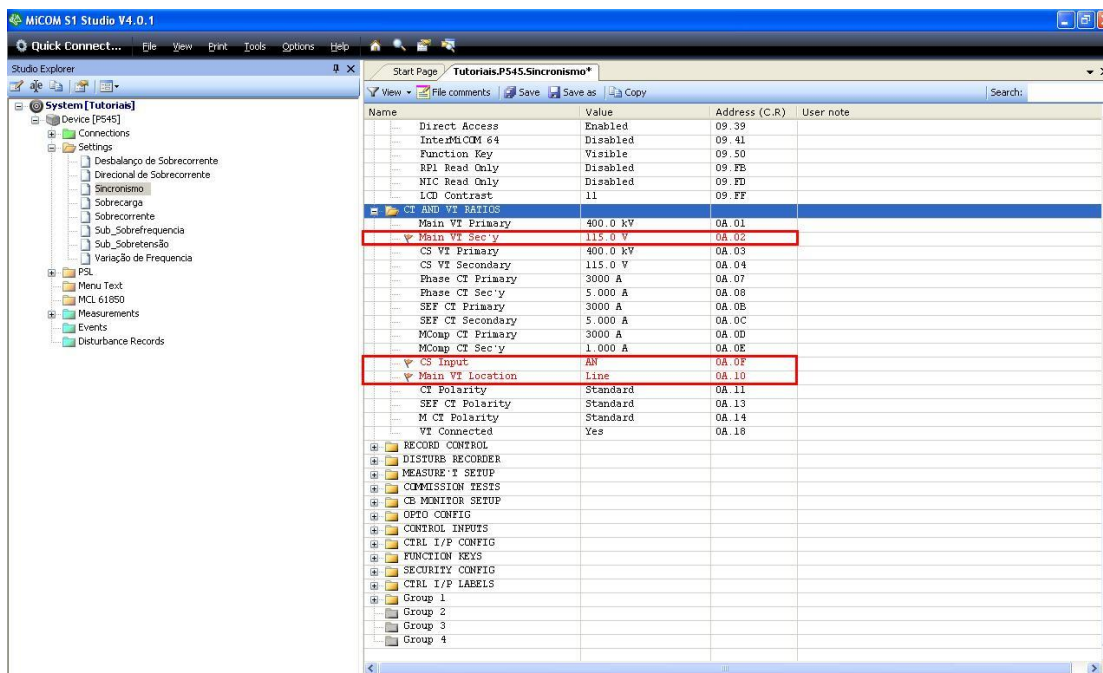 MiCOM S1 Studio V4.0.1
Quick Connect... File View Print Tools Options Help
Studio Explorer
System [Tutoriais]
Device [P545]
Connections
Settings
Desbalanço de Sobrecorrente
Direcional de Sobrecorrente
Sincronismo
Sobrecarga
Sobrecorrente
Sub_Sobrefrequencia
Sub_Sobretensão
Variação de Frequencia
PSL
Menu Text
MCL 61850
Measurements
Events
Disturbance Records
Start Page Tutoriais.P545.Sincronismo*
View File comments Save Save as Copy Search:
Name Value Address (C.R) User note
Direct Access Enabled 09.39
InterMiCOM 64 Disabled 09.41
Function Key Visible 09.50
RP1 Read Only Disabled 09.FB
NIC Read Only Disabled 09.FD
LCD Contrast 11 09.FF
CT AND VT RATIOS
Main VT Primary 400.0 kV 0A.01
Main VT Sec'y 115.0 V 0A.02
CS VT Primary 400.0 kV 0A.03
CS VT Secondary 115.0 V 0A.04
Phase CT Primary 3000 A 0A.07
Phase CT Sec'y 5.000 A 0A.08
SEF CT Primary 3000 A 0A.0B
SEF CT Secondary 5.000 A 0A.0C
MComp CT Primary 3000 A 0A.0D
MComp CT Sec'y 1.000 A 0A.0E
CS Input AN 0A.0F
Main VT Location Line 0A.10
CT Polarity Standard 0A.11
SEF CT Polarity Standard 0A.13
M CT Polarity Standard 0A.14
VT Connected Yes 0A.18
RECORD CONTROL
DISTURB RECORDER
MEASURE'T SETUP
COMMISSION TESTS
CB MONITOR SETUP
OPTO CONFIG
CONTROL INPUTS
CTRL I/P CONFIG
FUNCTION KEYS
SECURITY CONFIG
CTRL I/P LABELS
Group 1
Group 2
Group 3
Group 4